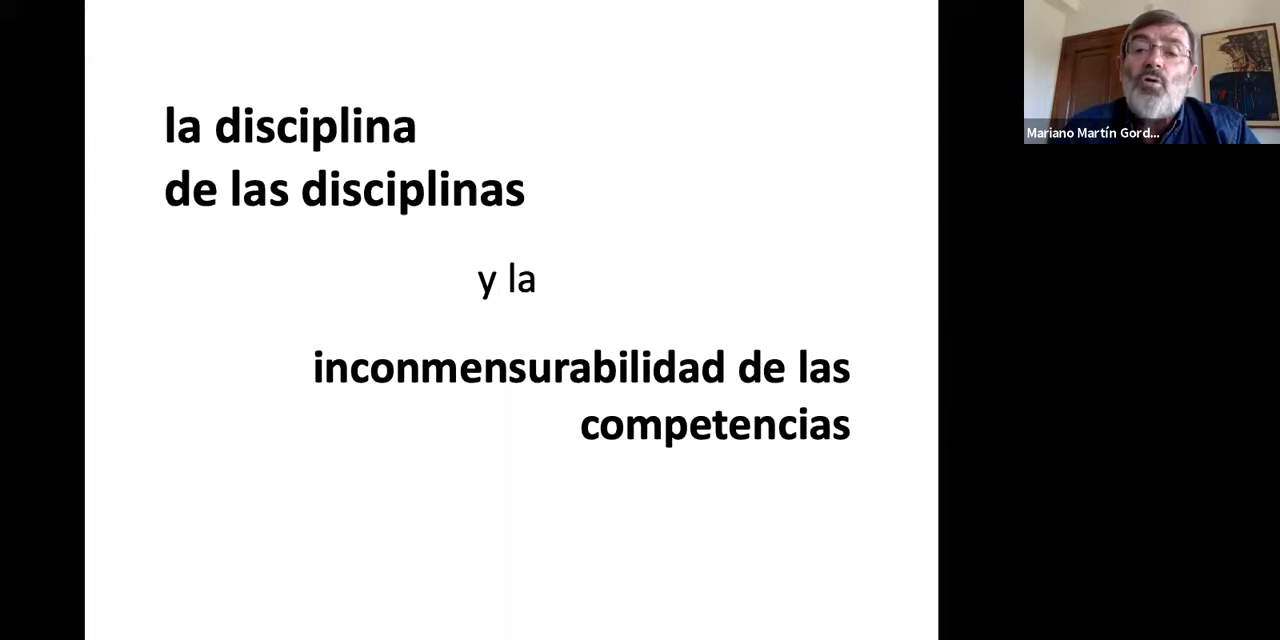 la disciplina
de las disciplinas
y la
inconmensurabilidad de las
competencias
Mariano Martín Gord...